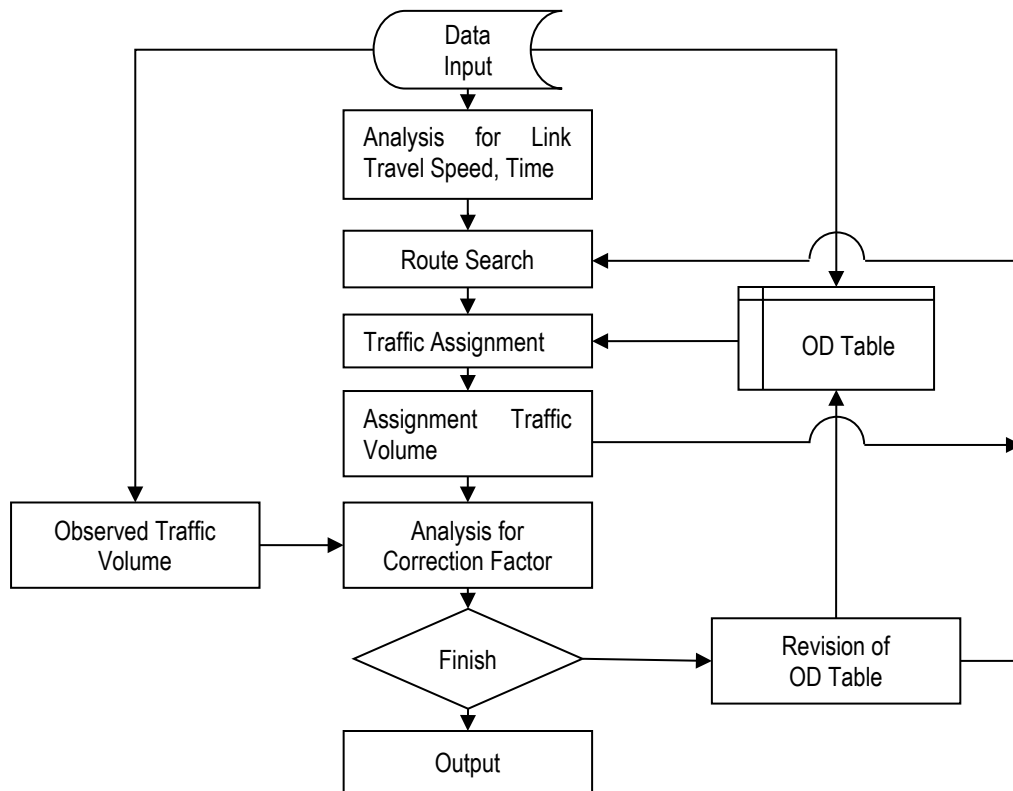 Data
Input
Analysis for Link
Travel Speed, Time
Route Search
Traffic Assignment
OD Table
Assignment Traffic
Volume
Observed Traffic
Volume
Analysis for
Correction Factor
Finish
Revision of
OD Table
Output